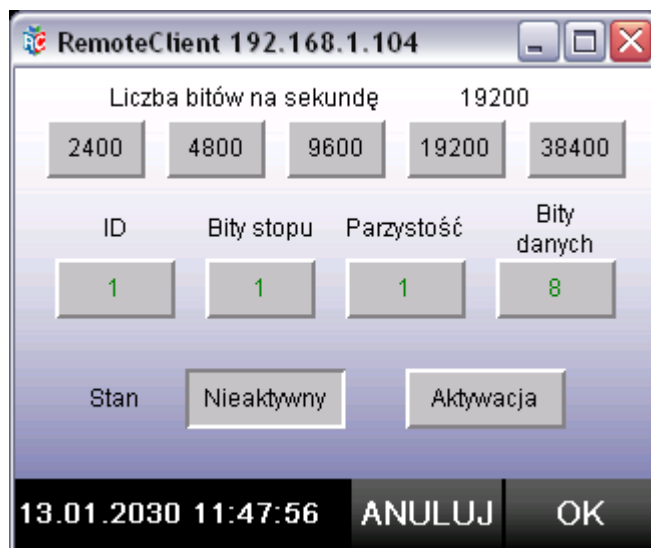 RemoteClient 192.168.1.104
Liczba bitów na sekundę 19200
2400 4800 9600 19200 38400
ID Bity stopu Parzystość Bity danych
1 1 1 8
Stan Nieaktywny Aktywacja
13.01.2030 11:47:56 ANULUJ OK